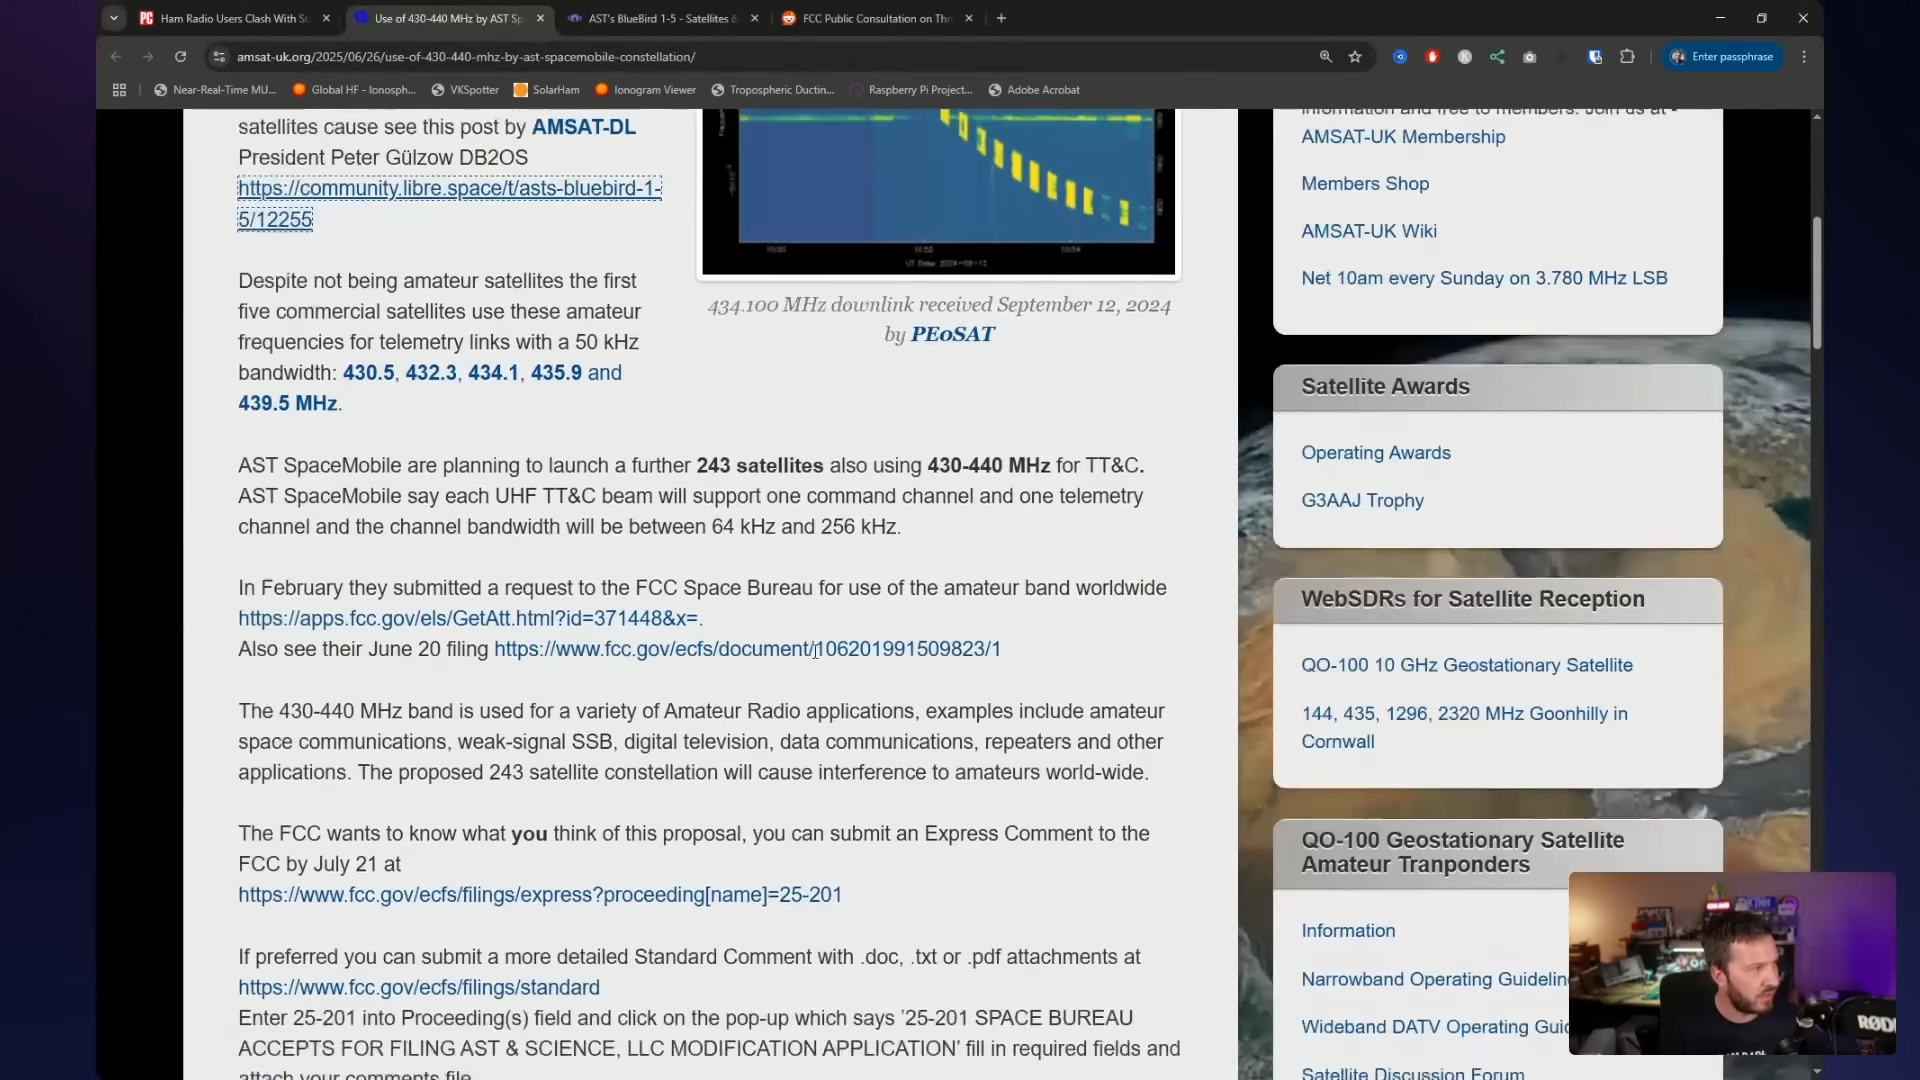 Ham Radio Users Clash With S
Use of 430-440 MHz by AST Sp
AST's BlueBird 1-5 - Satellites &
FCC Public Consultation on Thr
amsat-uk.org/2025/06/26/use-of-430-440-mhz-by-ast-spacemobile-constellation/
Enter passphrase
Near-Real-Time MU...
Global HF - Ionosph...
VKSpotter
SolarHam
Ionogram Viewer
Tropospheric Ductin...
Raspberry Pi Project...
Adobe Acrobat
satellites cause see this post by AMSAT-DL
President Peter Gülzow DB2OS
https://community.libre.space/t/asts-bluebird-1-
5/12255
434.100 MHz downlink received September 12, 2024
by PE0SAT
Despite not being amateur satellites the first
five commercial satellites use these amateur
frequencies for telemetry links with a 50 kHz
bandwidth: 430.5, 432.3, 434.1, 435.9 and
439.5 MHz.
AST SpaceMobile are planning to launch a further 243 satellites also using 430-440 MHz for TT&C.
AST SpaceMobile say each UHF TT&C beam will support one command channel and one telemetry
channel and the channel bandwidth will be between 64 kHz and 256 kHz.
In February they submitted a request to the FCC Space Bureau for use of the amateur band worldwide
https://apps.fcc.gov/els/GetAtt.html?id=371448&x=.
Also see their June 20 filing https://www.fcc.gov/ecfs/document/106201991509823/1
The 430-440 MHz band is used for a variety of Amateur Radio applications, examples include amateur
space communications, weak-signal SSB, digital television, data communications, repeaters and other
applications. The proposed 243 satellite constellation will cause interference to amateurs world-wide.
The FCC wants to know what you think of this proposal, you can submit an Express Comment to the
FCC by July 21 at
https://www.fcc.gov/ecfs/filings/express?proceeding[name]=25-201
If preferred you can submit a more detailed Standard Comment with .doc, .txt or .pdf attachments at
https://www.fcc.gov/ecfs/filings/standard
Enter 25-201 into Proceeding(s) field and click on the pop-up which says '25-201 SPACE BUREAU
ACCEPTS FOR FILING AST & SCIENCE, LLC MODIFICATION APPLICATION' fill in required fields and
attach your comments file
information and free to members. Join us at -
AMSAT-UK Membership
Members Shop
AMSAT-UK Wiki
Net 10am every Sunday on 3.780 MHz LSB
Satellite Awards
Operating Awards
G3AAJ Trophy
WebSDRs for Satellite Reception
QO-100 10 GHz Geostationary Satellite
144, 435, 1296, 2320 MHz Goonhilly in
Cornwall
QO-100 Geostationary Satellite
Amateur Tranponders
Information
Narrowband Operating Guidelin
Wideband DATV Operating Guid
Satellite Discussion Forum
RØD